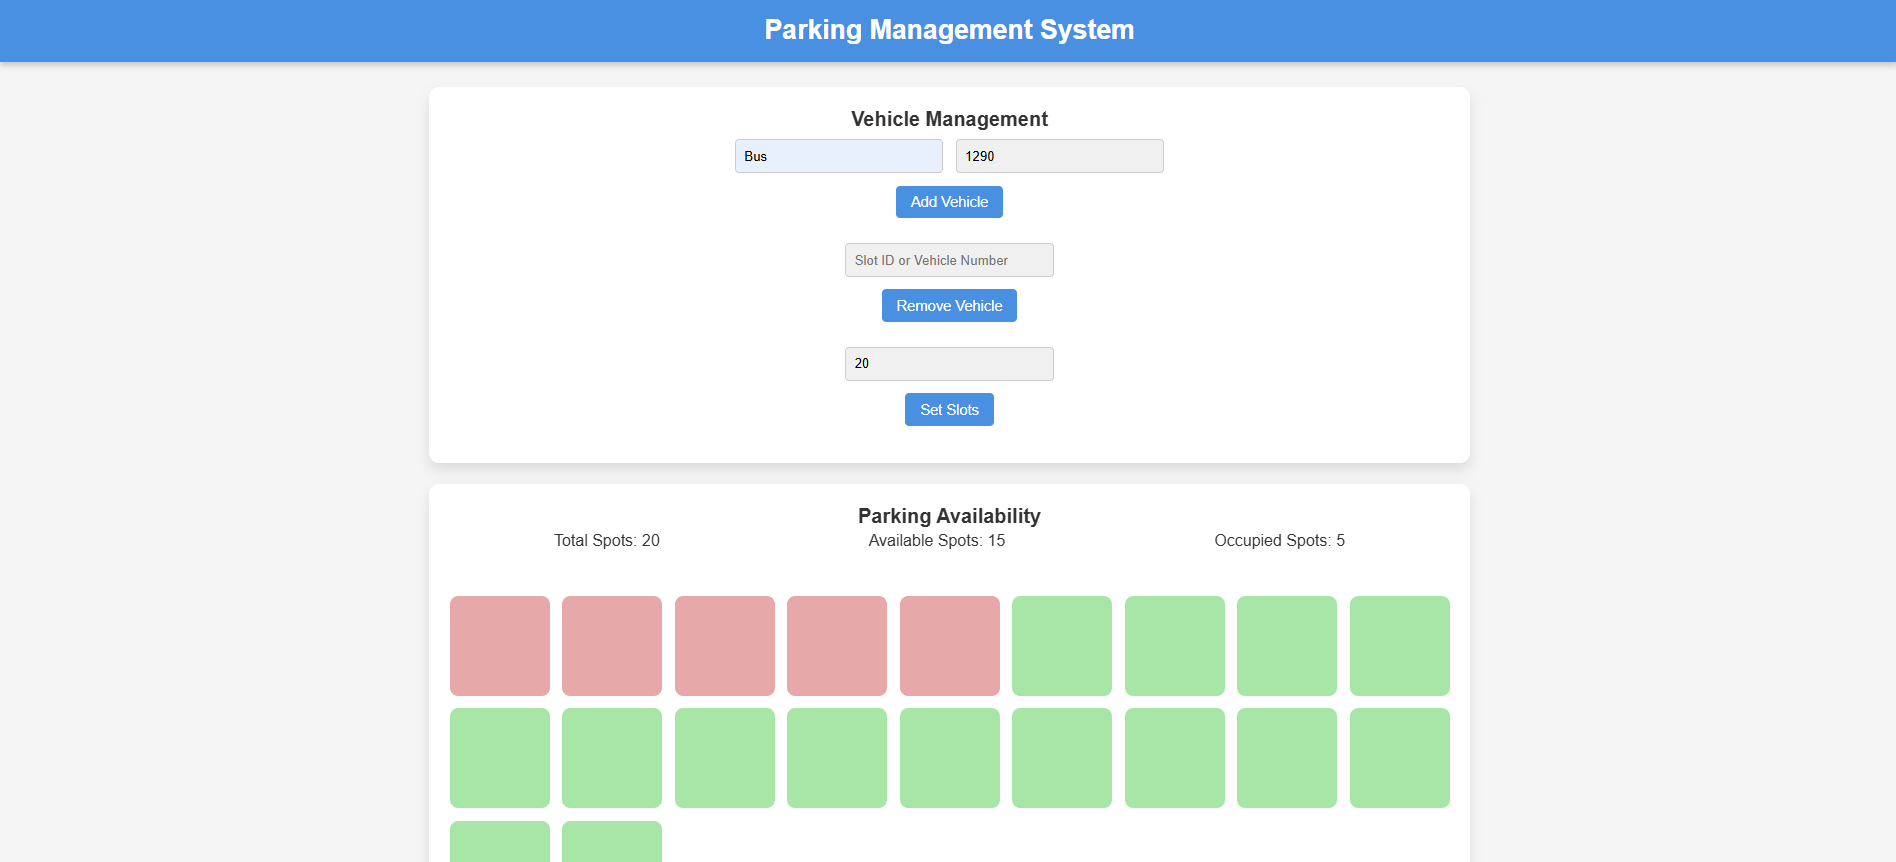 Parking Management System
Vehicle Management
Bus 1290
Add Vehicle
Slot ID or Vehicle Number
Remove Vehicle
20
Set Slots
Parking Availability
Total Spots: 20 Available Spots: 15 Occupied Spots: 5